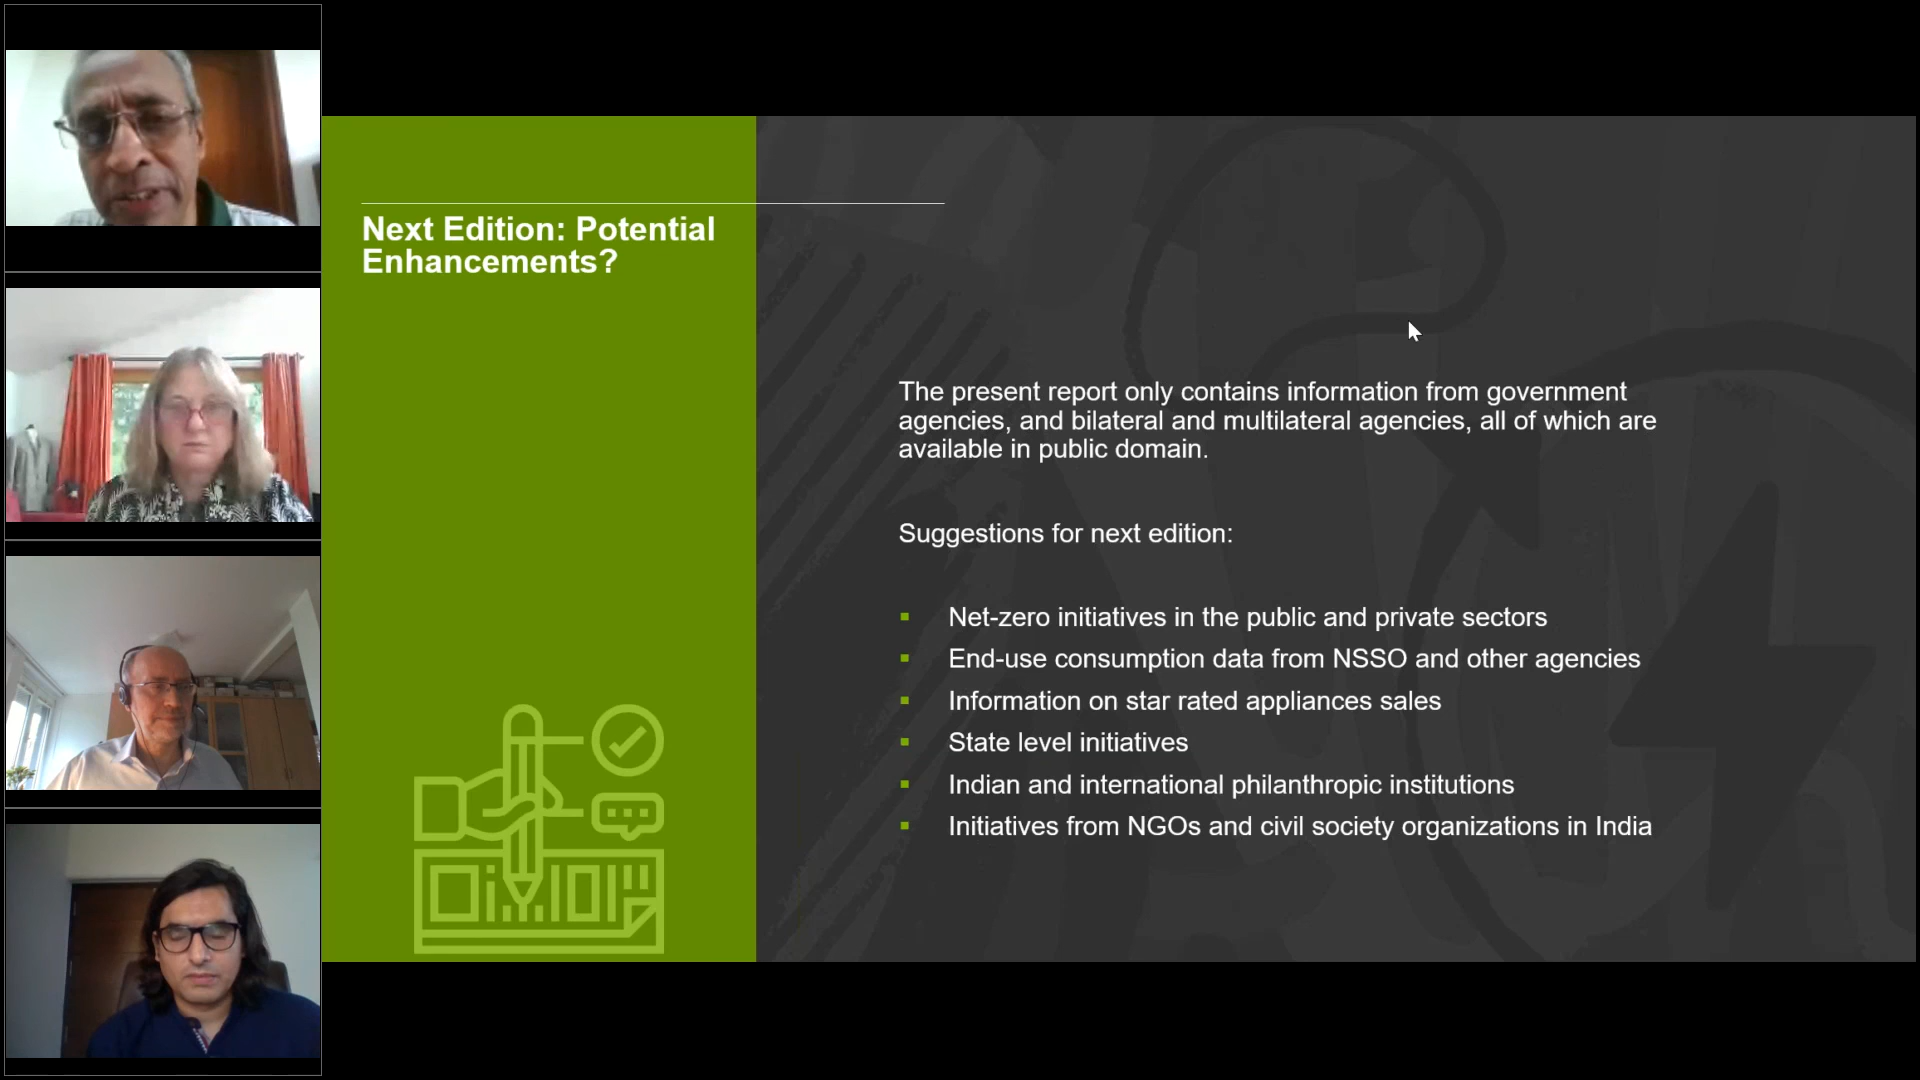 Next Edition: Potential
Enhancements?
The present report only contains information from government
agencies, and bilateral and multilateral agencies, all of which are
available in public domain.
Suggestions for next edition:
Net-zero initiatives in the public and private sectors
End-use consumption data from NSSO and other agencies
Information on star rated appliances sales
State level initiatives
Indian and international philanthropic institutions
Initiatives from NGOs and civil society organizations in India